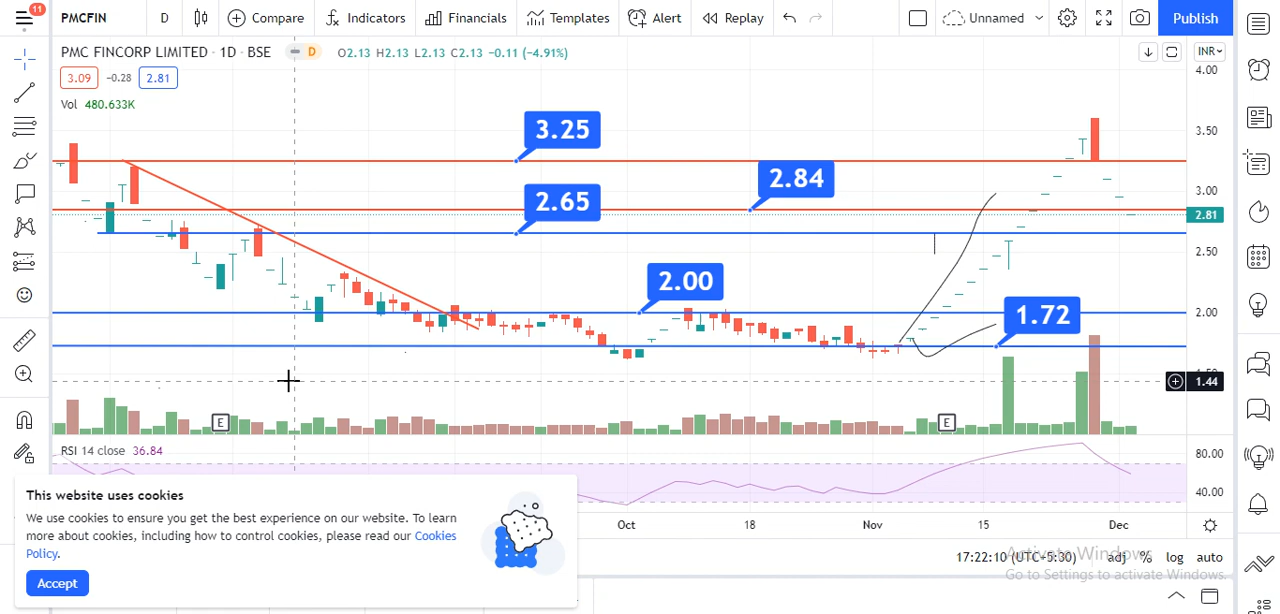 11
PMCFIN
D
Compare
Indicators
Financials
Templates
Alert
Replay
Unnamed
Publish
PMC FINCORP LIMITED · 1D · BSE
D
O2.13 H2.13 L2.13 C2.13 −0.11 (−4.91%)
INR
3.09
-0.28
2.81
Vol 480.633K
4.00
3.50
3.00
2.81
2.50
2.00
1.44
3.25
2.84
2.65
2.00
1.72
E
E
RSI 14 close 36.84
80.00
40.00
Oct
18
Nov
15
Dec
This website uses cookies
We use cookies to ensure you get the best experience on our website. To learn
more about cookies, including how to control cookies, please read our Cookies
Policy.
Accept
17:22:10 (UTC+5:30)
adj
%
log
auto
Activate Windows
Go to Settings to activate Windows.